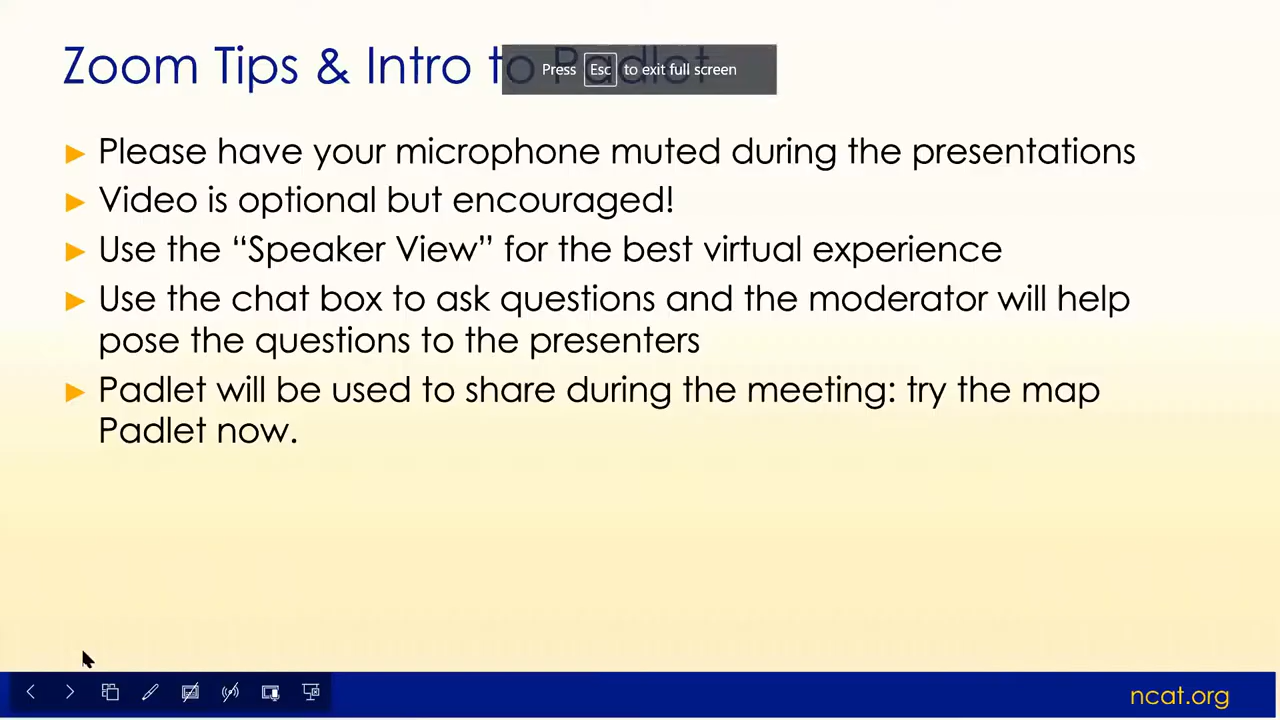 Zoom Tips & Intro to Padlet
Press Esc to exit full screen
Please have your microphone muted during the presentations
Video is optional but encouraged!
Use the “Speaker View” for the best virtual experience
Use the chat box to ask questions and the moderator will help
pose the questions to the presenters
Padlet will be used to share during the meeting: try the map
Padlet now.
ncat.org